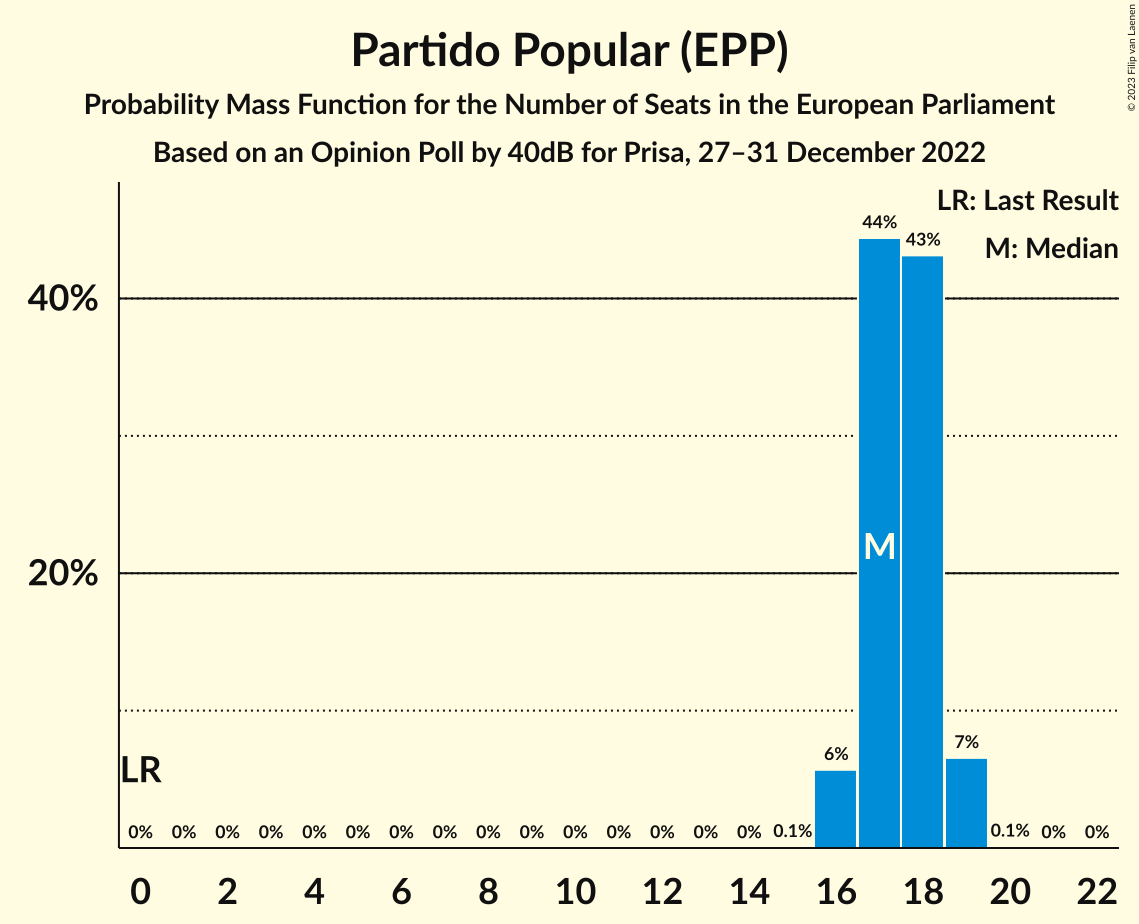 Partido Popular (EPP)
Probability Mass Function for the Number of Seats in the European Parliament
Based on an Opinion Poll by 40dB for Prisa, 27–31 December 2022
© 2023 Filip van Laenen
LR: Last Result
M: Median
44%
43%
40%
M
20%
LR
6%
7%
0% 0% 0% 0% 0% 0% 0% 0% 0% 0% 0% 0% 0% 0% 0% 0.1% 0.1% 0% 0%
0 2 4 6 8 10 12 14 16 18 20 22